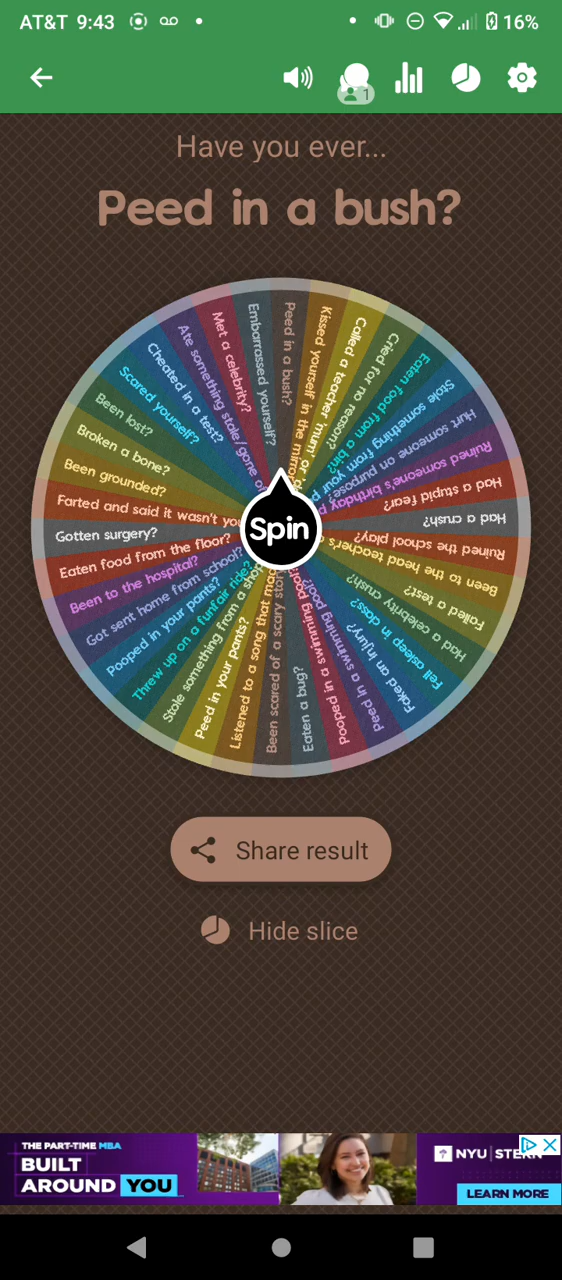 AT&T 9:43
16%
1
Have you ever...
Peed in a bush?
Peed in a bush?
Kissed yourself in the mirror
Called a teacher 'mum' or 'd
Cried for no reason?
Eaten food from a bin?
Stole something from your p
Hurt someone on purpose?
Ruined someone's birthday p
Had a stupid fear?
Had a crush?
Ruined the school play?
Been to the head teacher's
Failed a test?
Had a celebrity crush?
Fell asleep in class?
Faked an injury?
Peed in a swimming pool?
Pooped in a swimming pool?
Eaten a bug?
Been scared of a scary stor
Listened to a song that mad
Peed in your pants?
Stole something from a shop
Threw up on a funfair ride?
Pooped in your pants?
Got sent home from school?
Been to the hospital?
Eaten food from the floor?
Gotten surgery?
Farted and said it wasn't yo
Been grounded?
Broken a bone?
Been lost?
Scared yourself?
Cheated in a test?
Ate something stale/gone o
Met a celebrity?
Embarrassed yourself?
Spin
Share result
Hide slice
THE PART-TIME MBA
BUILT
AROUND YOU
NYU STERN
LEARN MORE